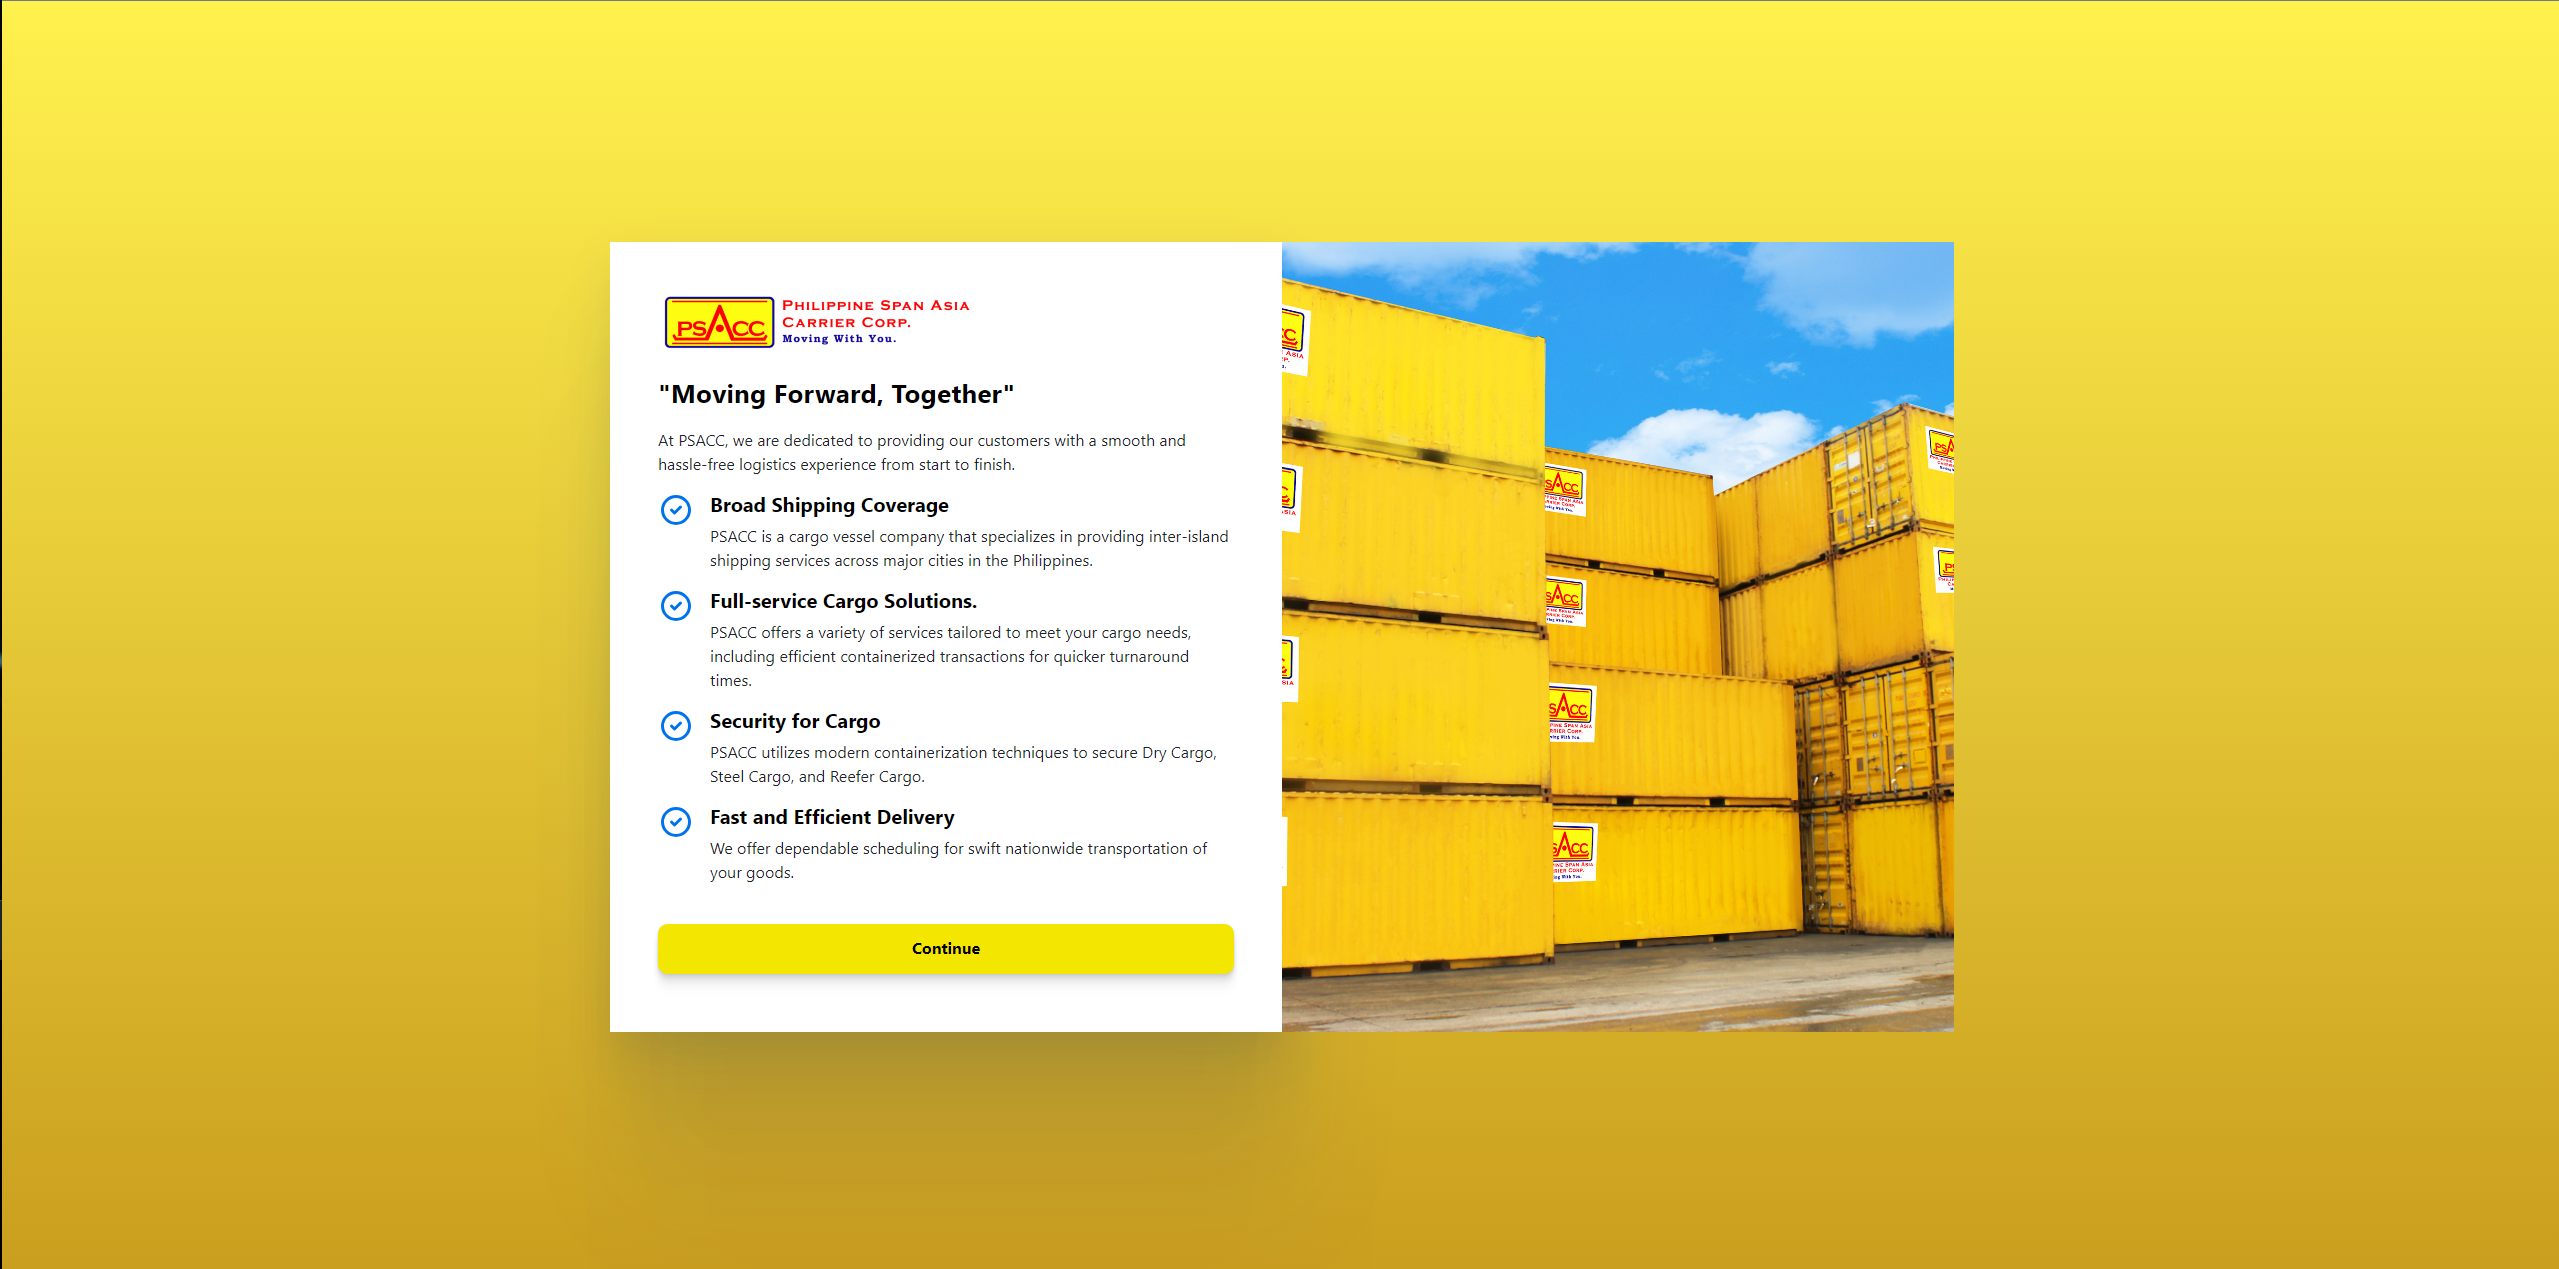 PSACC
PHILIPPINE SPAN ASIA
CARRIER CORP.
Moving With You.
"Moving Forward, Together"
At PSACC, we are dedicated to providing our customers with a smooth and
hassle-free logistics experience from start to finish.
Broad Shipping Coverage
PSACC is a cargo vessel company that specializes in providing inter-island
shipping services across major cities in the Philippines.
Full-service Cargo Solutions.
PSACC offers a variety of services tailored to meet your cargo needs,
including efficient containerized transactions for quicker turnaround
times.
Security for Cargo
PSACC utilizes modern containerization techniques to secure Dry Cargo,
Steel Cargo, and Reefer Cargo.
Fast and Efficient Delivery
We offer dependable scheduling for swift nationwide transportation of
your goods.
Continue